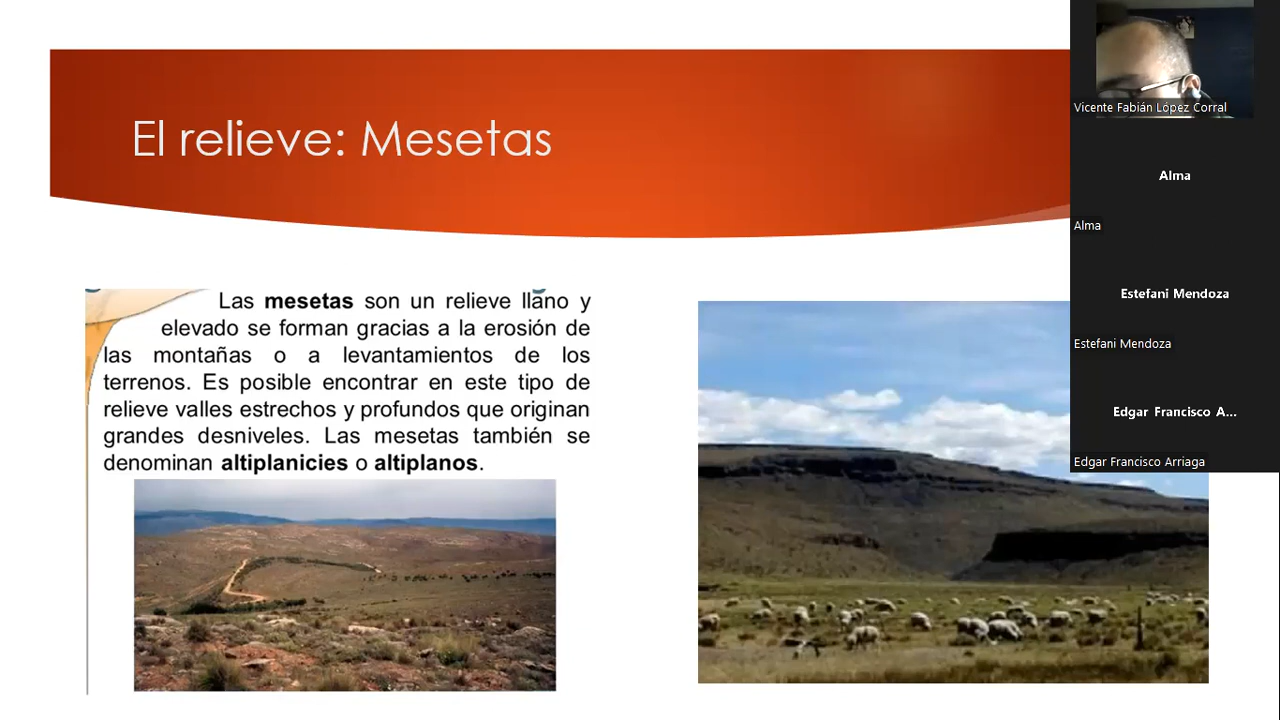 El relieve: Mesetas
Las mesetas son un relieve llano y
elevado se forman gracias a la erosión de
las montañas o a levantamientos de los
terrenos. Es posible encontrar en este tipo de
relieve valles estrechos y profundos que originan
grandes desniveles. Las mesetas también se
denominan altiplanicies o altiplanos.
Vicente Fabián López Corral
Alma
Alma
Estefani Mendoza
Estefani Mendoza
Edgar Francisco A...
Edgar Francisco Arriaga